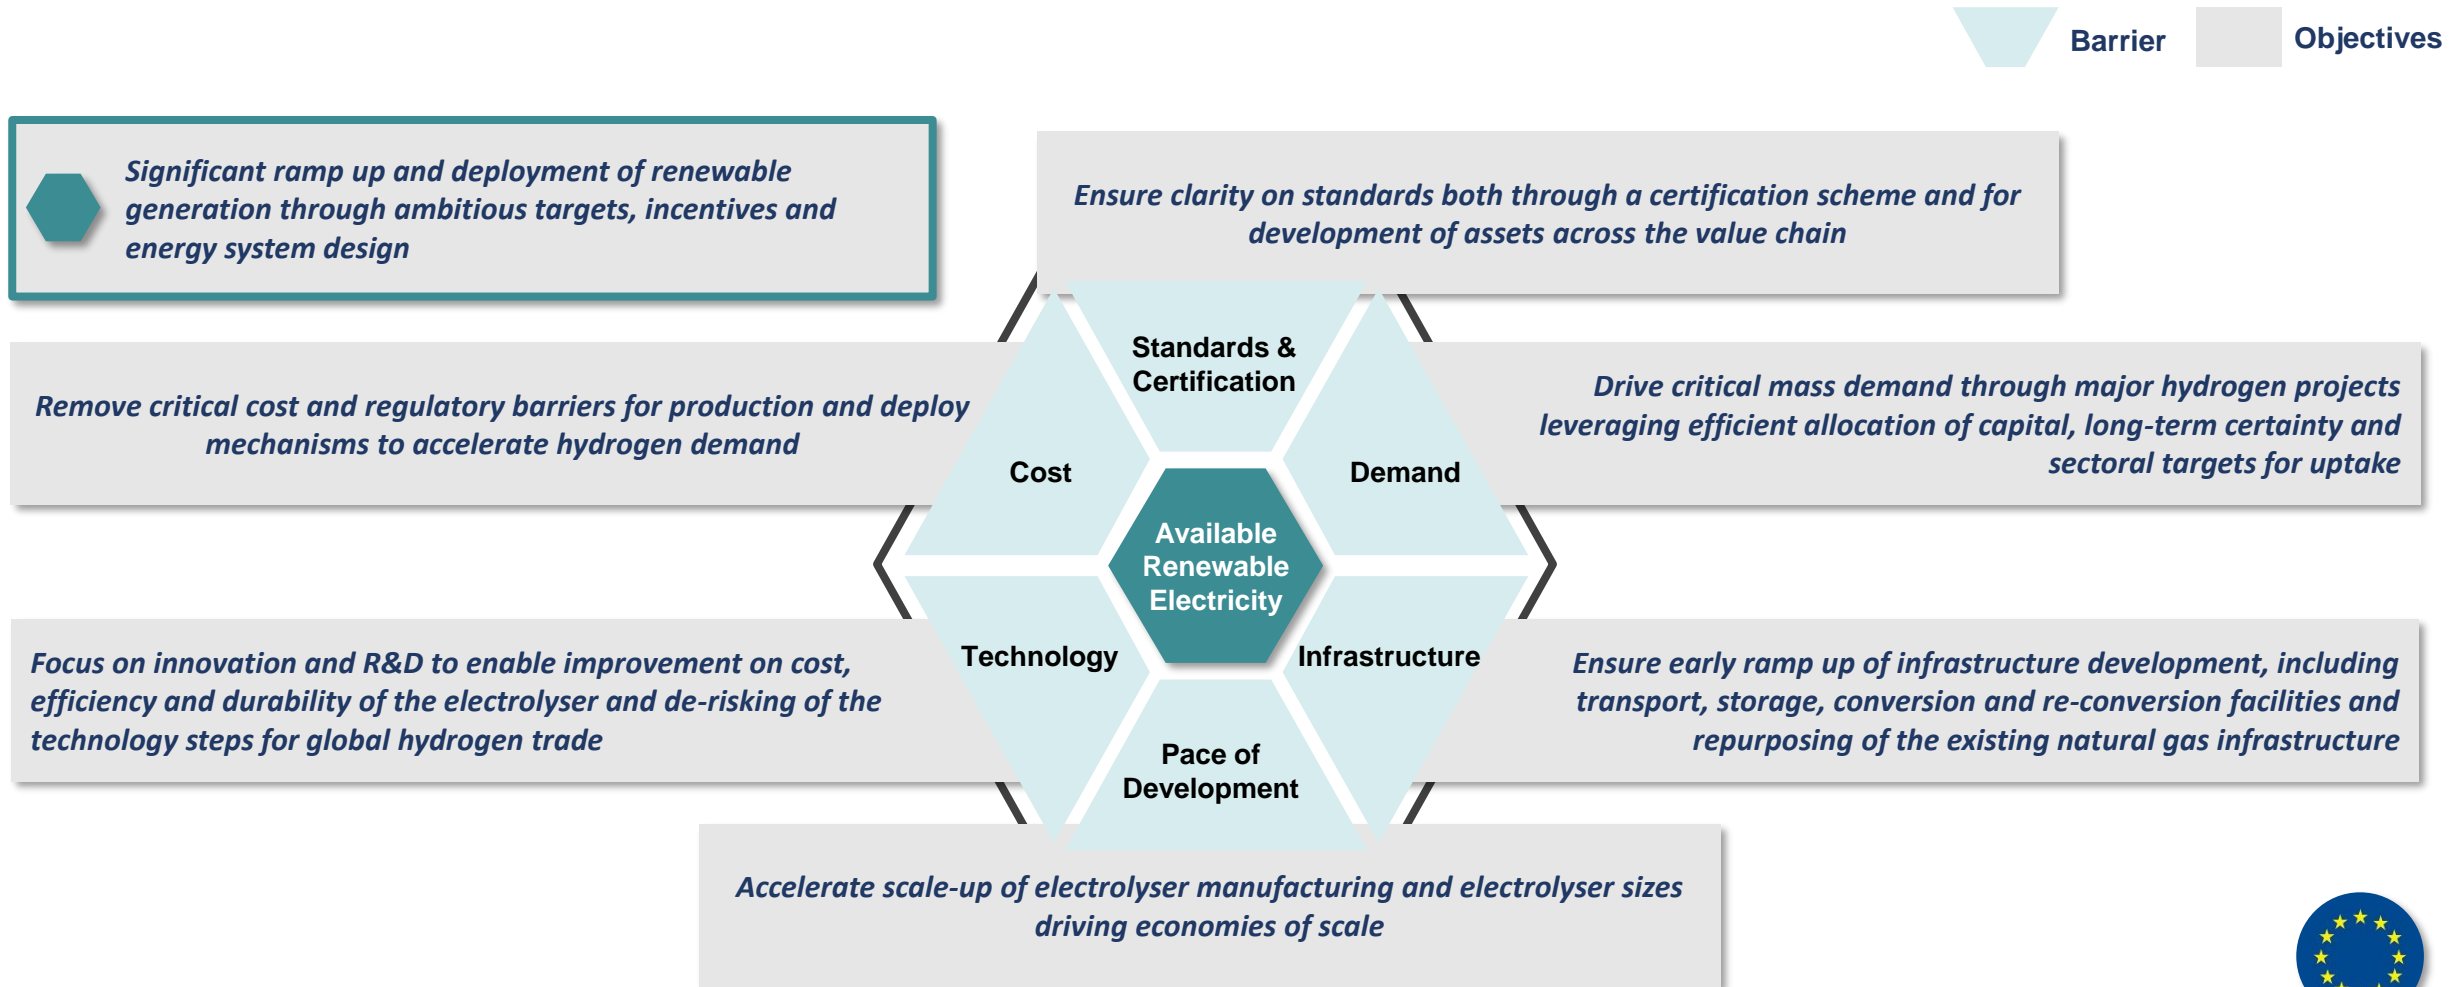 Barrier
Objectives
Significant ramp up and deployment of renewable
generation through ambitious targets, incentives and
energy system design
Ensure clarity on standards both through a certification scheme and for
development of assets across the value chain
Remove critical cost and regulatory barriers for production and deploy
mechanisms to accelerate hydrogen demand
Standards &
Certification
Cost
Demand
Drive critical mass demand through major hydrogen projects
leveraging efficient allocation of capital, long-term certainty and
sectoral targets for uptake
Available
Renewable
Electricity
Focus on innovation and R&D to enable improvement on cost,
efficiency and durability of the electrolyser and de-risking of the
technology steps for global hydrogen trade
Technology
Infrastructure
Ensure early ramp up of infrastructure development, including
transport, storage, conversion and re-conversion facilities and
repurposing of the existing natural gas infrastructure
Pace of
Development
Accelerate scale-up of electrolyser manufacturing and electrolyser sizes
driving economies of scale